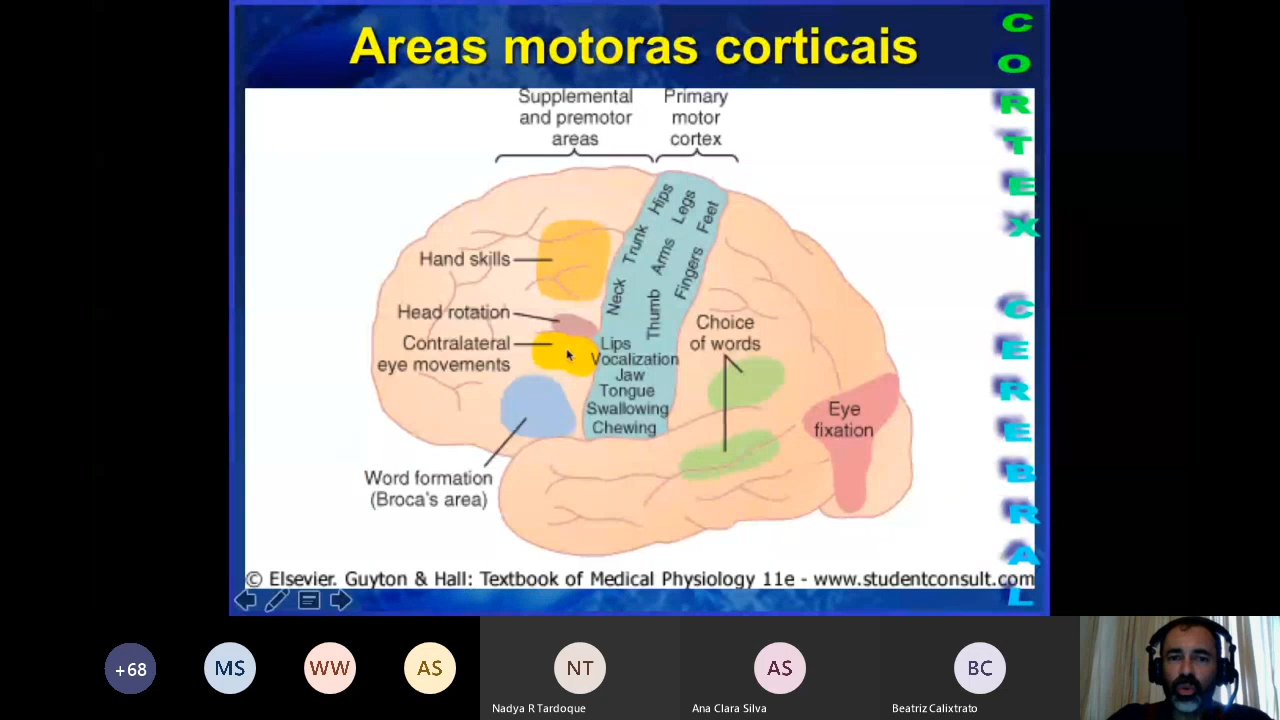 Areas motoras corticais
CORTEX CEREBRAL
Supplemental
and premotor
areas
Primary
motor
cortex
Hips
Legs
Feet
Trunk
Arms
Fingers
Neck
Thumb
Hand skills
Head rotation
Contralateral
eye movements
Lips
Vocalization
Jaw
Tongue
Swallowing
Chewing
Choice
of words
Eye
fixation
Word formation
(Broca's area)
© Elsevier. Guyton & Hall: Textbook of Medical Physiology 11e - www.studentconsult.com
+68
MS
WW
AS
NT
AS
BC
Nadya R Tardoque
Ana Clara Silva
Beatriz Calixtrato